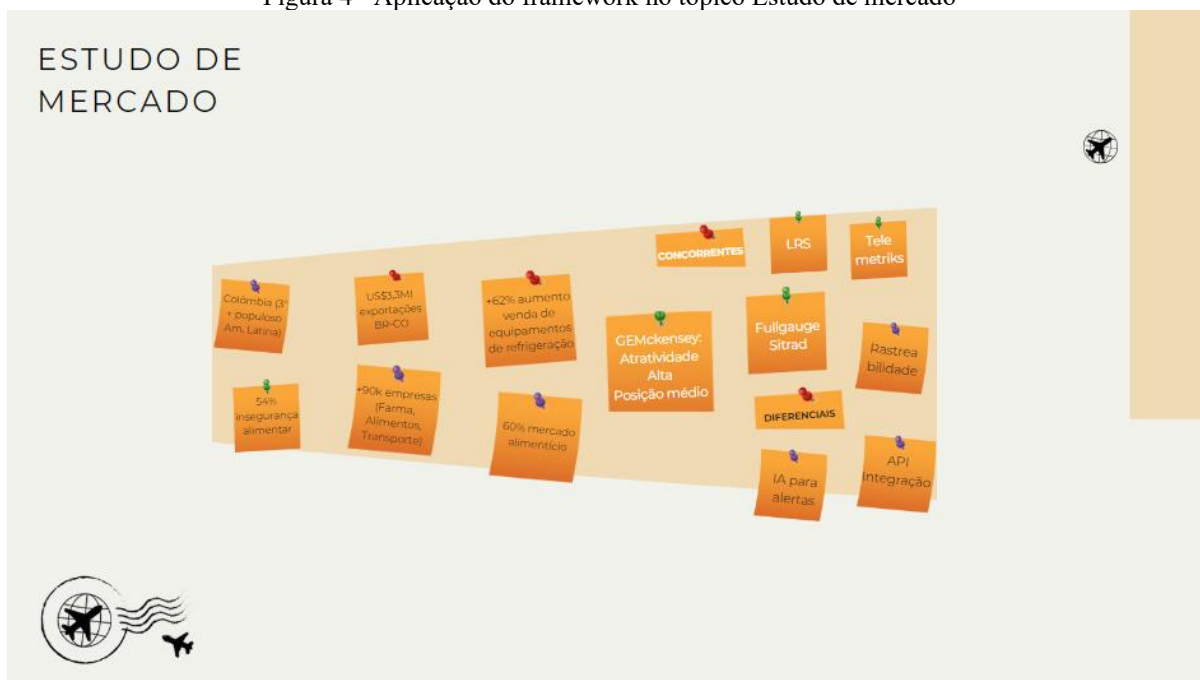 Figura 4 - Aplicação do framework no tópico Estudo de mercado
ESTUDO DE
MERCADO
Colômbia (3º
+ populoso
Am. Latina)
54%
insegurança
alimentar
US$3,3MI
exportações
BR-CO
+90k empresas
(Farma,
Alimentos,
Transporte)
+62% aumento
venda de
equipamentos
de refrigeração
60% mercado
alimentício
GEMckensey:
Atratividade
Alta
Posição médio
CONCORRENTES
LRS
Tele
metriks
Fullgauge
Sitrad
Rastrea
bilidade
DIFERENCIAIS
IA para
alertas
API
Integração